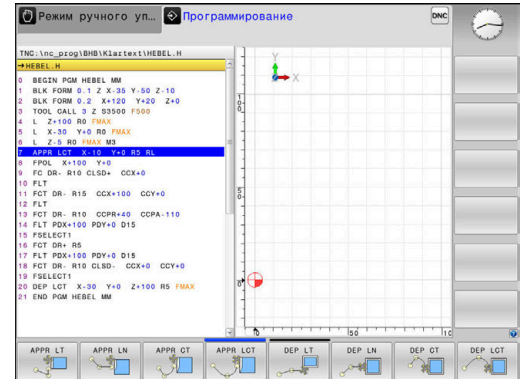 Режим ручного уп...
Программирование
DNC
TNC:\nc_prog\BHB\Klartext\HEBEL.H
→HEBEL.H
0 BEGIN PGM HEBEL MM
1 BLK FORM 0.1 Z X-35 Y-50 Z-10
2 BLK FORM 0.2 X+120 Y+20 Z+0
3 TOOL CALL 3 Z S3500 F500
4 L Z+100 R0 FMAX
5 L X-30 Y+0 R0 FMAX
6 L Z-5 R0 FMAX M3
7 APPR LCT X-10 Y+0 R5 RL
8 FPOL X+100 Y+0
9 FC DR- R10 CLSD+ CCX+0
10 FLT
11 FCT DR- R15 CCX+100 CCY+0
12 FLT
13 FCT DR- R10 CCPR+40 CCPA-110
14 FLT PDX+100 PDY+0 D15
15 FSELECT1
16 FCT DR+ R5
17 FLT PDX+100 PDY+0 D15
18 FCT DR- R10 CLSD- CCX+0 CCY+0
19 FSELECT1
20 DEP LCT X-30 Y+0 Z+100 R5 FMAX
21 END PGM HEBEL MM
Y
X
100
50
0
0
50
10
APPR LT
APPR LN
APPR CT
APPR LCT
DEP LT
DEP LN
DEP CT
DEP LCT